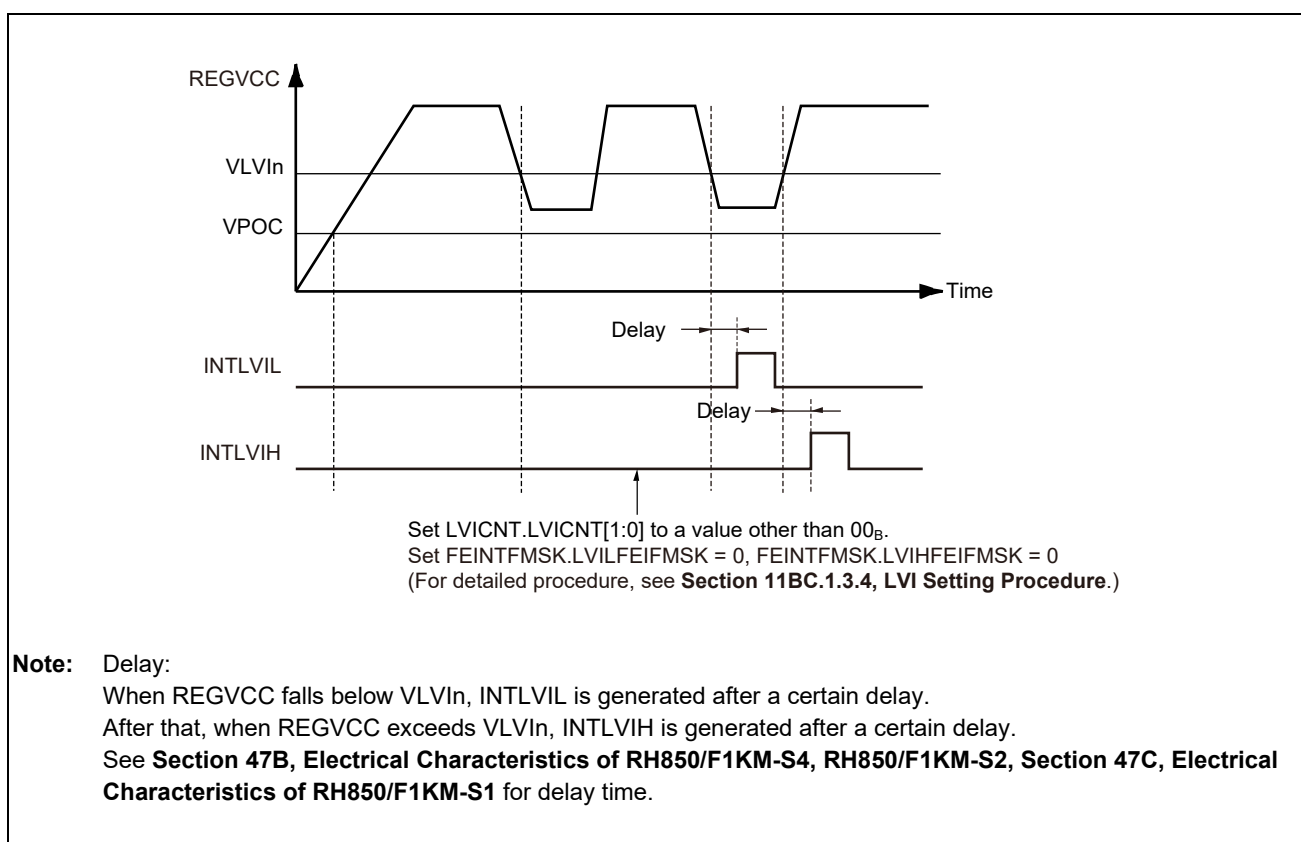 REGVCC
VLVIn
VPOC
Time
Delay
INTLVIL
Delay
INTLVIH
Set LVICNT.LVICNT[1:0] to a value other than 00B.
Set FEINTFMSK.LVILFEIFMSK = 0, FEINTFMSK.LVIHFEIFMSK = 0
(For detailed procedure, see Section 11BC.1.3.4, LVI Setting Procedure.)
Note: Delay:
When REGVCC falls below VLVIn, INTLVIL is generated after a certain delay.
After that, when REGVCC exceeds VLVIn, INTLVIH is generated after a certain delay.
See Section 47B, Electrical Characteristics of RH850/F1KM-S4, RH850/F1KM-S2, Section 47C, Electrical
Characteristics of RH850/F1KM-S1 for delay time.